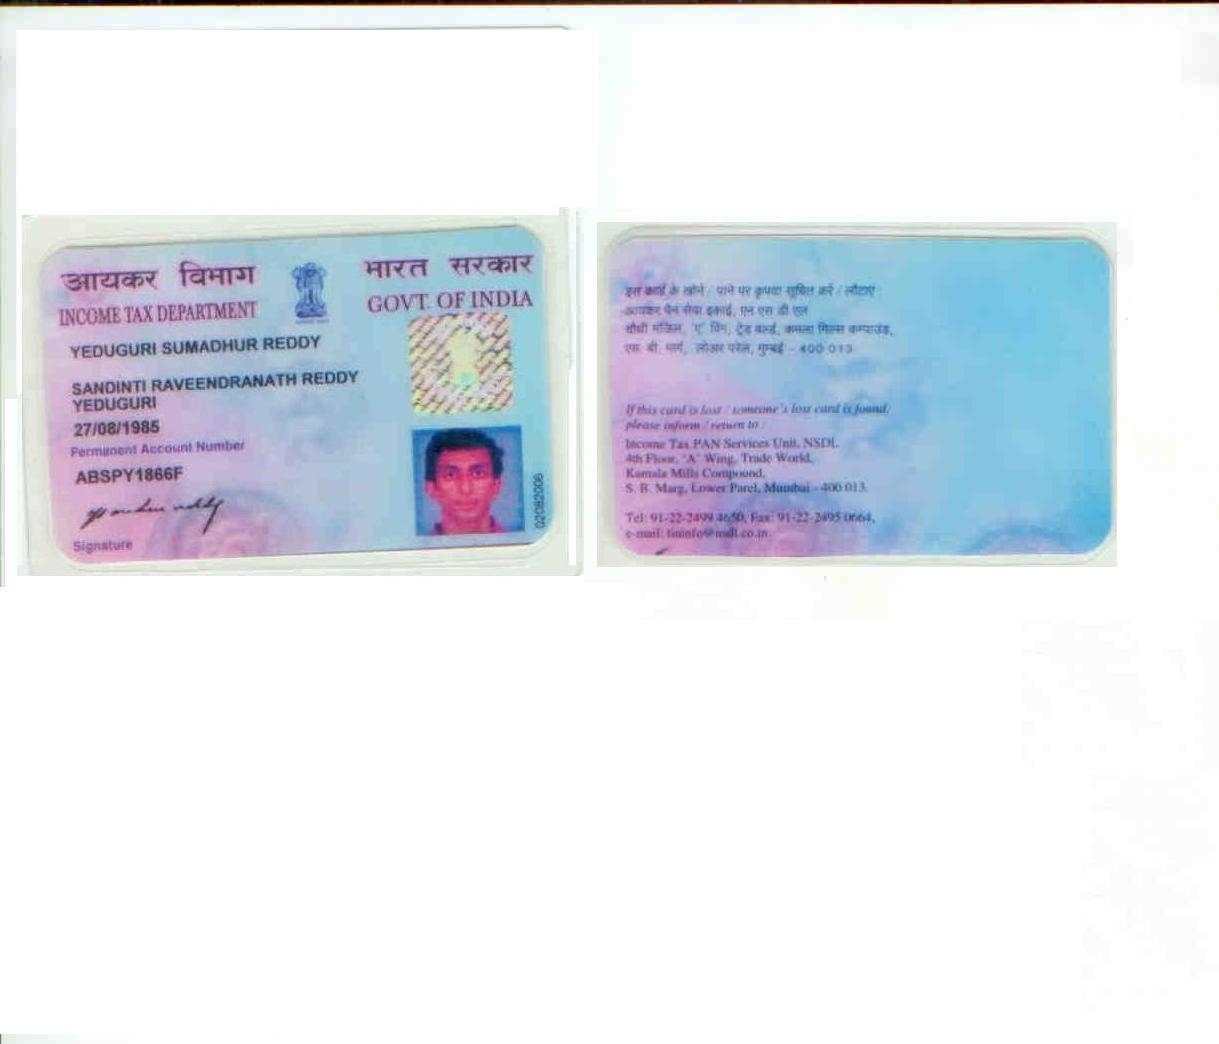 आयकर विभाग
INCOME TAX DEPARTMENT
भारत सरकार
GOVT. OF INDIA
YEDUGURI SUMADHUR REDDY
SANDINTI RAVEENDRANATH REDDY
YEDUGURI
27/08/1985
Permanent Account Number
ABSPY1866F
Signature
02082006
इस कार्ड के खोने / पाने पर कृपया सूचित करें / लौटाएं
आयकर पैन सेवा इकाई, एन एस डी एल
चौथी मंजिल, 'ए' विंग, ट्रेड वर्ल्ड, कमला मिल्स कम्पाउंड,
एस. बी. मार्ग, लोअर परेल, मुम्बई - 400 013.
If this card is lost / someone's lost card is found,
please inform / return to :
Income Tax PAN Services Unit, NSDL
4th Floor, 'A' Wing, Trade World,
Kamala Mills Compound,
S. B. Marg, Lower Parel, Mumbai - 400 013.
Tel: 91-22-2499 4650, Fax: 91-22-2495 0664,
e-mail: tininfo@nsdl.co.in